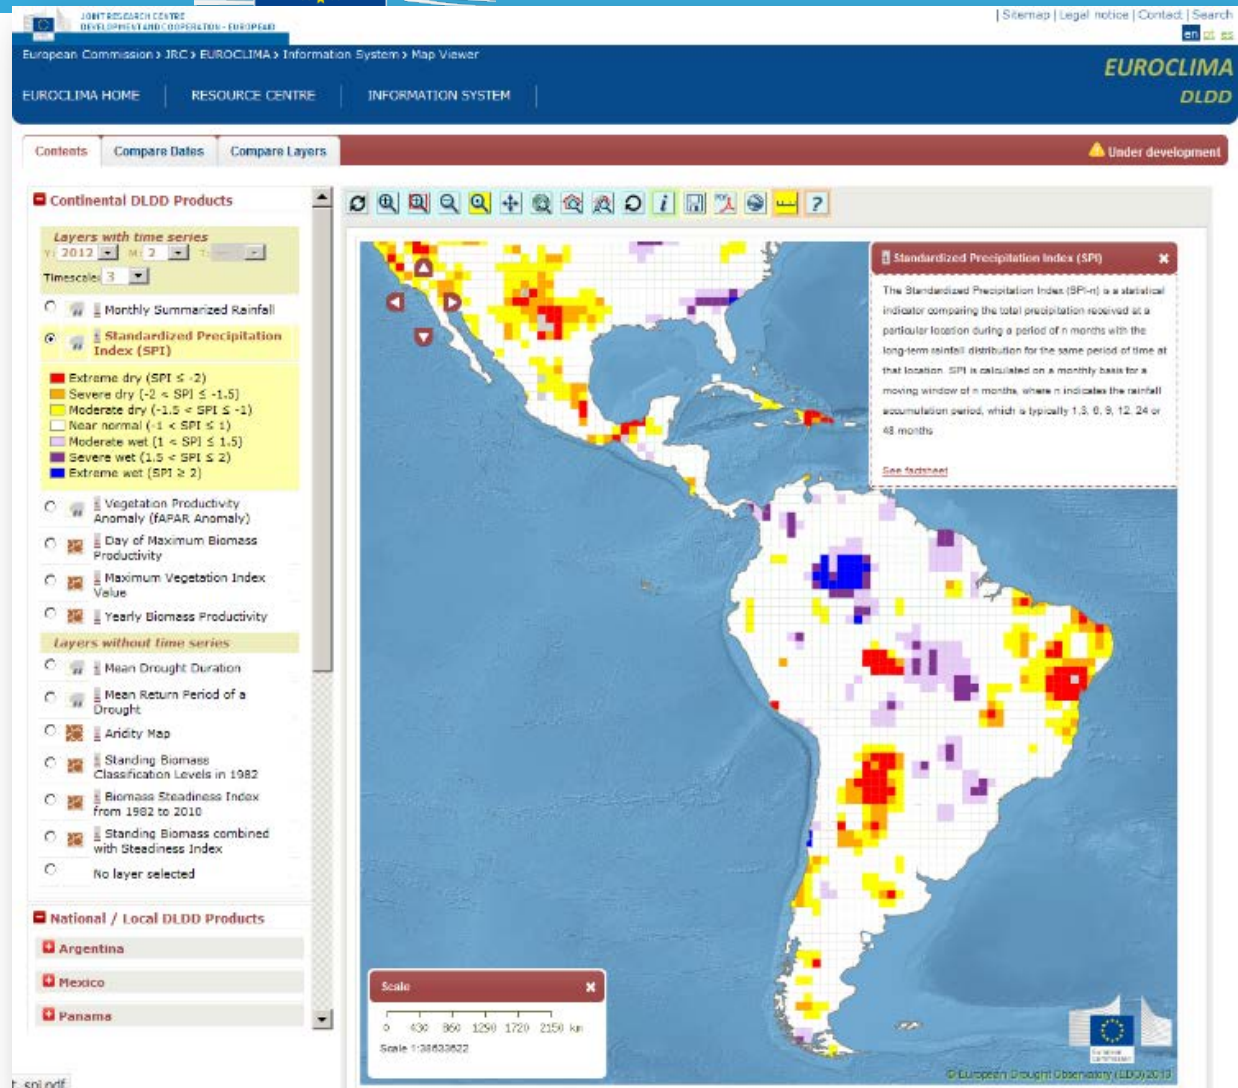 JOINT RESEARCH CENTRE
DEVELOPMENT AND COOPERATION - EUROPEAID
| Sitemap | Legal notice | Contact | Search
en pt es
European Commission > JRC > EUROCLIMA > Information System > Map Viewer
EUROCLIMA
DLDD
EUROCLIMA HOME | RESOURCE CENTRE | INFORMATION SYSTEM |
Contents Compare Dates Compare Layers
Under development
Continental DLDD Products
Layers with time series
Y: 2012 M: 2 T:
Timescale: 3
Monthly Summarized Rainfall
Standardized Precipitation
Index (SPI)
Extreme dry (SPI ≤ -2)
Severe dry (-2 < SPI ≤ -1.5)
Moderate dry (-1.5 < SPI ≤ -1)
Near normal (-1 < SPI ≤ 1)
Moderate wet (1 < SPI ≤ 1.5)
Severe wet (1.5 < SPI ≤ 2)
Extreme wet (SPI ≥ 2)
Vegetation Productivity
Anomaly (fAPAR Anomaly)
Day of Maximum Biomass
Productivity
Maximum Vegetation Index
Value
Yearly Biomass Productivity
Layers without time series
Mean Drought Duration
Mean Return Period of a
Drought
Aridity Map
Standing Biomass
Classification Levels in 1982
Biomass Steadiness Index
from 1982 to 2010
Standing Biomass combined
with Steadiness Index
No layer selected
National / Local DLDD Products
Argentina
Mexico
Panama
PDF
Standardized Precipitation Index (SPI)
The Standardized Precipitation Index (SPI-n) is a statistical
indicator comparing the total precipitation received at a
particular location during a period of n months with the
long-term rainfall distribution for the same period of time at
that location. SPI is calculated on a monthly basis for a
moving window of n months, where n indicates the rainfall
accumulation period, which is typically 1,3, 6, 9, 12, 24 or
48 months
See factsheet
Scale
0 430 860 1290 1720 2150 km
Scale 1:38633622
European
Commission
© European Drought Observatory (EDO) 2013
t_spi.pdf